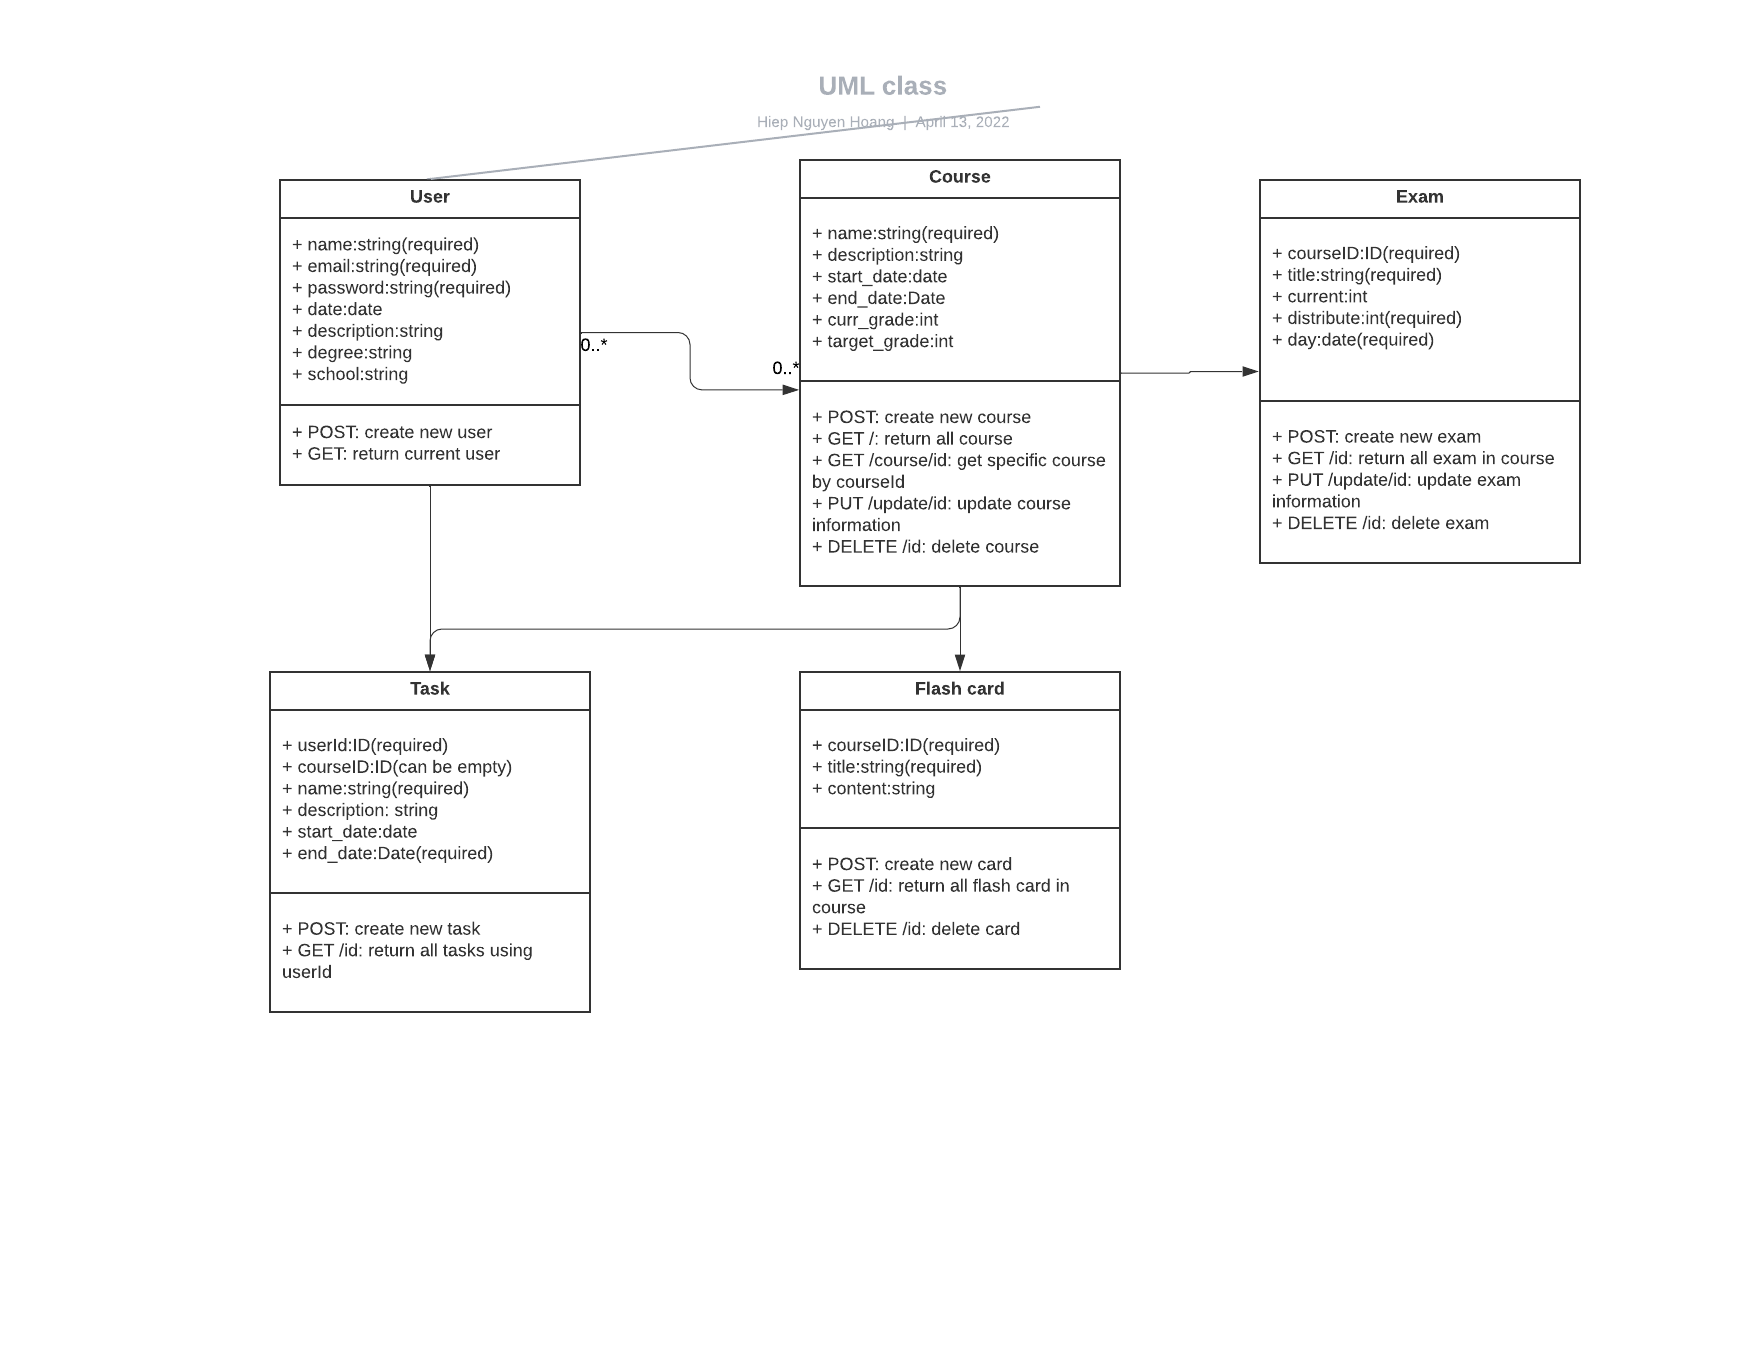 UML class
Hiep Nguyen Hoang | April 13, 2022
User
+ name:string(required)
+ email:string(required)
+ password:string(required)
+ date:date
+ description:string
+ degree:string
+ school:string
+ POST: create new user
+ GET: return current user
0..*
0..*
Course
+ name:string(required)
+ description:string
+ start_date:date
+ end_date:Date
+ curr_grade:int
+ target_grade:int
+ POST: create new course
+ GET /: return all course
+ GET /course/id: get specific course
by courseId
+ PUT /update/id: update course
information
+ DELETE /id: delete course
Exam
+ courseID:ID(required)
+ title:string(required)
+ current:int
+ distribute:int(required)
+ day:date(required)
+ POST: create new exam
+ GET /id: return all exam in course
+ PUT /update/id: update exam
information
+ DELETE /id: delete exam
Task
+ userId:ID(required)
+ courseID:ID(can be empty)
+ name:string(required)
+ description: string
+ start_date:date
+ end_date:Date(required)
+ POST: create new task
+ GET /id: return all tasks using
userId
Flash card
+ courseID:ID(required)
+ title:string(required)
+ content:string
+ POST: create new card
+ GET /id: return all flash card in
course
+ DELETE /id: delete card